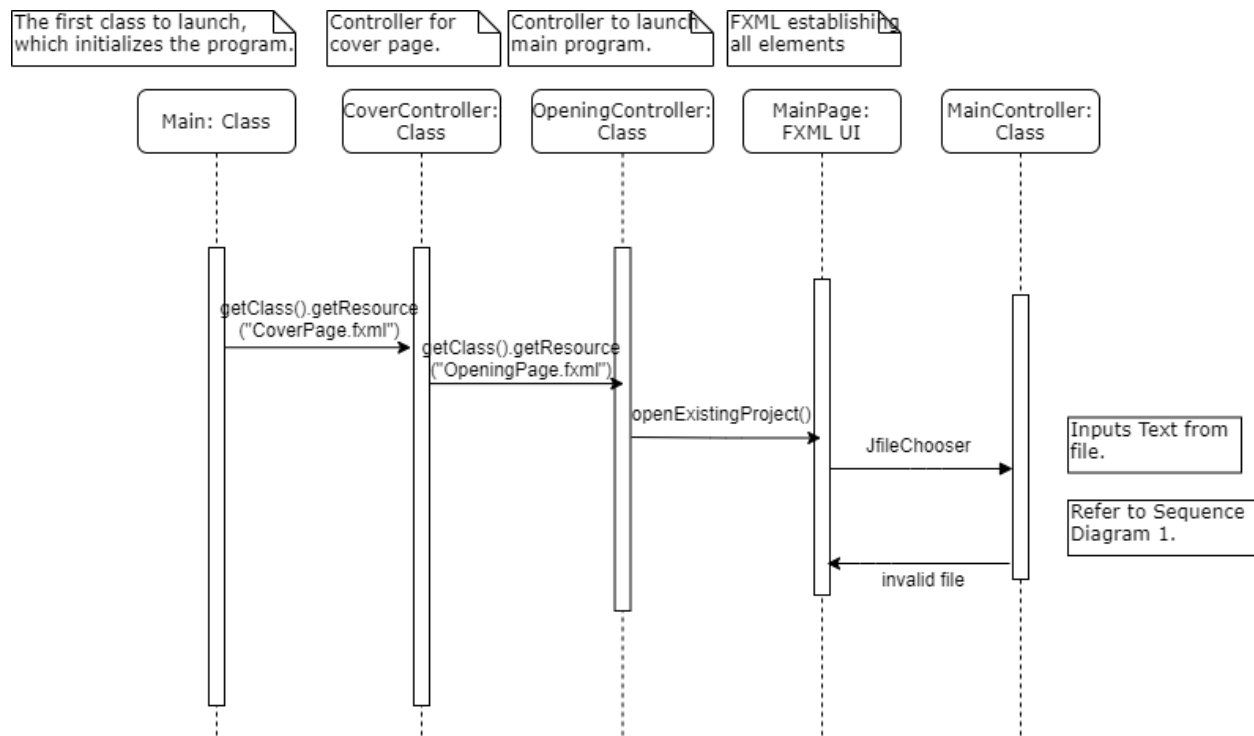 The first class to launch,
which initializes the program.
Controller for
cover page.
Controller to launch
main program.
FXML establishing
all elements
Main: Class
CoverController:
Class
OpeningController:
Class
MainPage:
FXML UI
MainController:
Class
getClass().getResource
("CoverPage.fxml")
getClass().getResource
("OpeningPage.fxml")
openExistingProject()
JfileChooser
Inputs Text from
file.
Refer to Sequence
Diagram 1.
invalid file